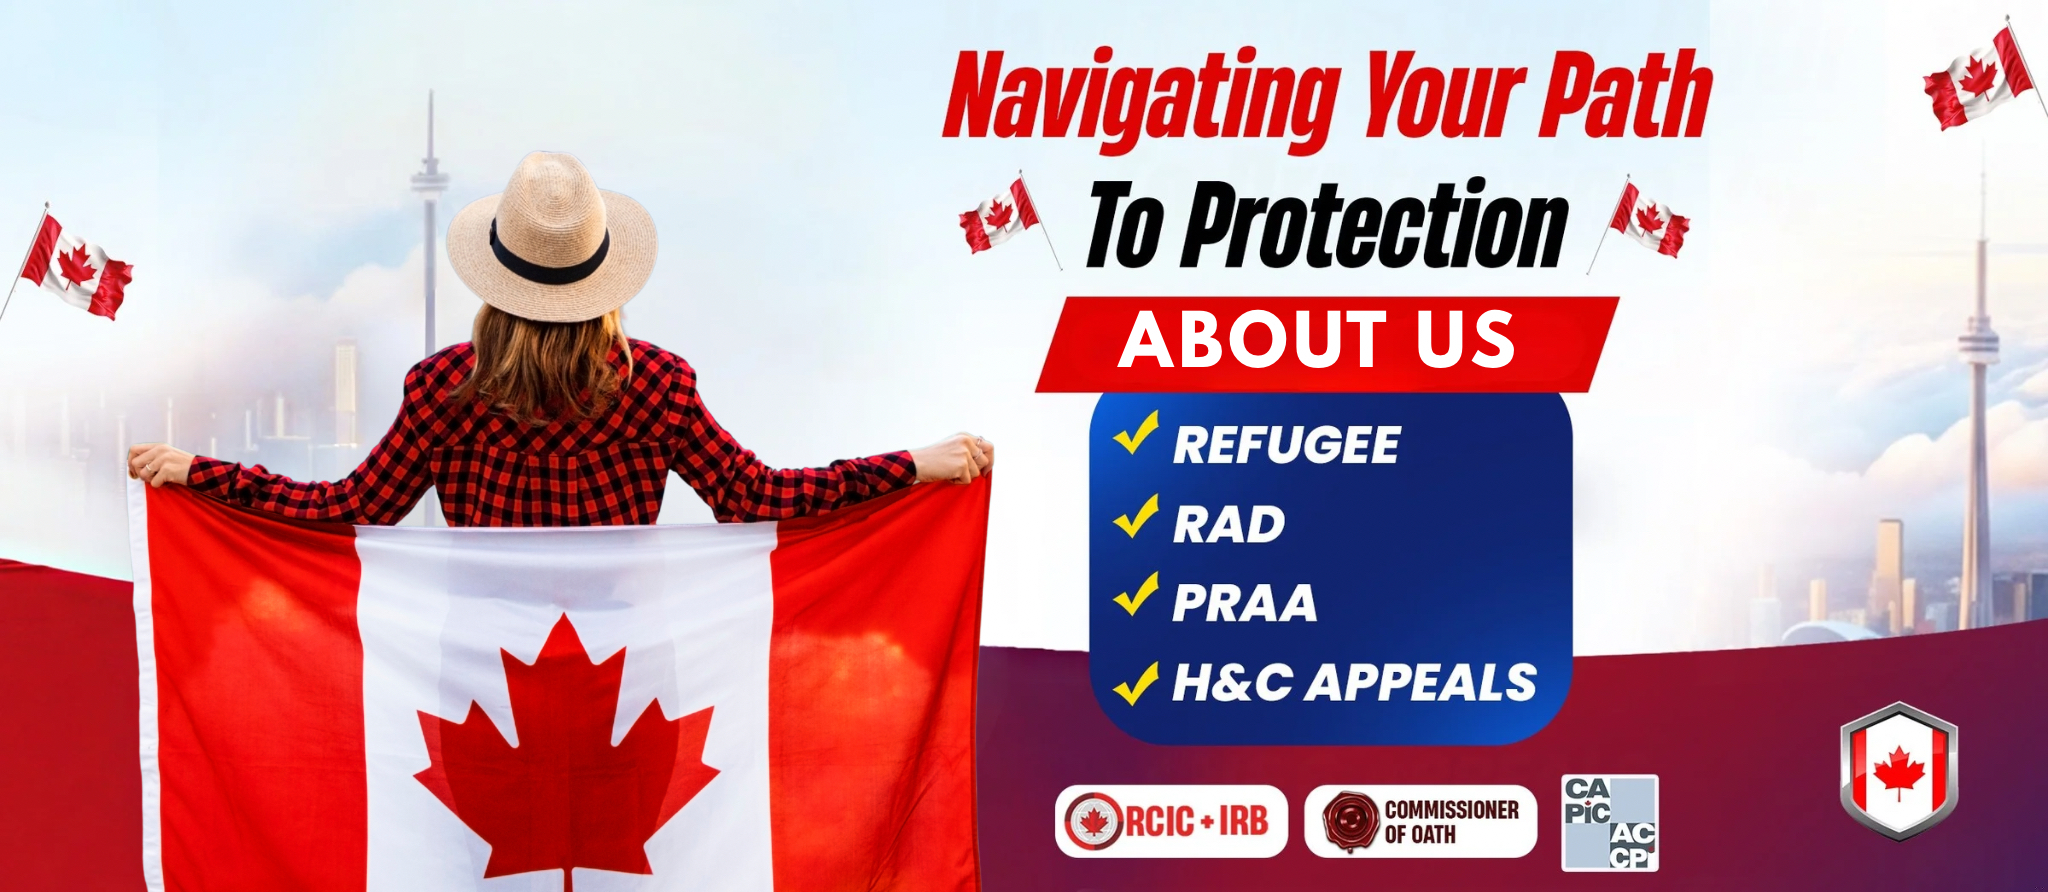 Navigating Your Path
To Protection
ABOUT US
REFUGEE
RAD
PRAA
H&C APPEALS
RCIC + IRB
COMMISSIONER
OF OATH
CA
PIC
AC
CPI